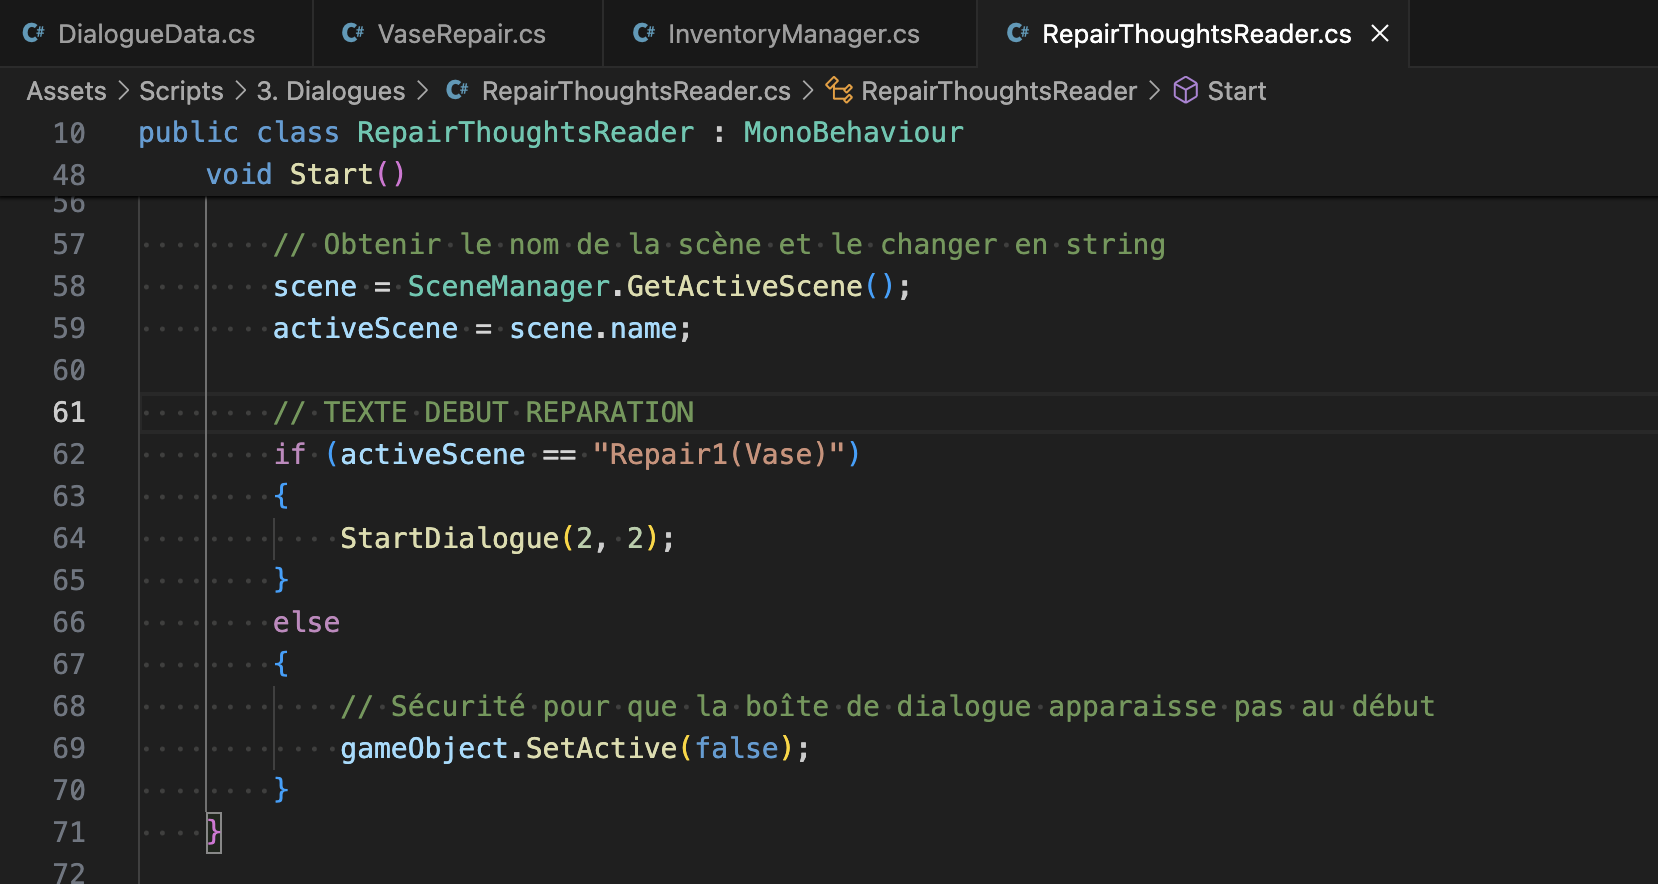 DialogueData.cs VaseRepair.cs InventoryManager.cs RepairThoughtsReader.cs
Assets > Scripts > 3. Dialogues > RepairThoughtsReader.cs > RepairThoughtsReader > Start
10 public class RepairThoughtsReader : MonoBehaviour
48 void Start()
56
57 // Obtenir le nom de la scène et le changer en string
58 scene = SceneManager.GetActiveScene();
59 activeScene = scene.name;
60
61 // TEXTE DEBUT REPARATION
62 if (activeScene == "Repair1(Vase)")
63 {
64 StartDialogue(2, 2);
65 }
66 else
67 {
68 // Sécurité pour que la boîte de dialogue apparaisse pas au début
69 gameObject.SetActive(false);
70 }
71 }
72